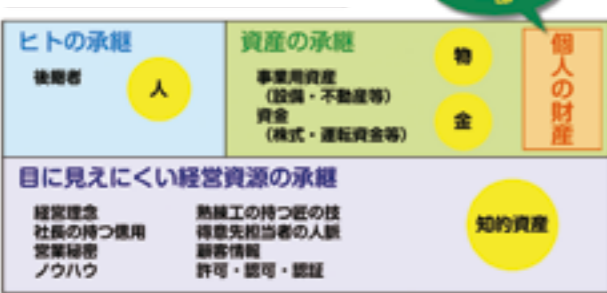 ヒトの承継
後継者
人
資産の承継
事業用資産
（設備・不動産等）
資金
（株式・運転資金等）
物
金
個人の財産
目に見えにくい経営資源の承継
経営理念
社長の持つ信用
営業秘密
ノウハウ
熟練工の持つ匠の技
得意先担当者の人脈
顧客情報
許可・認可・認証
知的資産